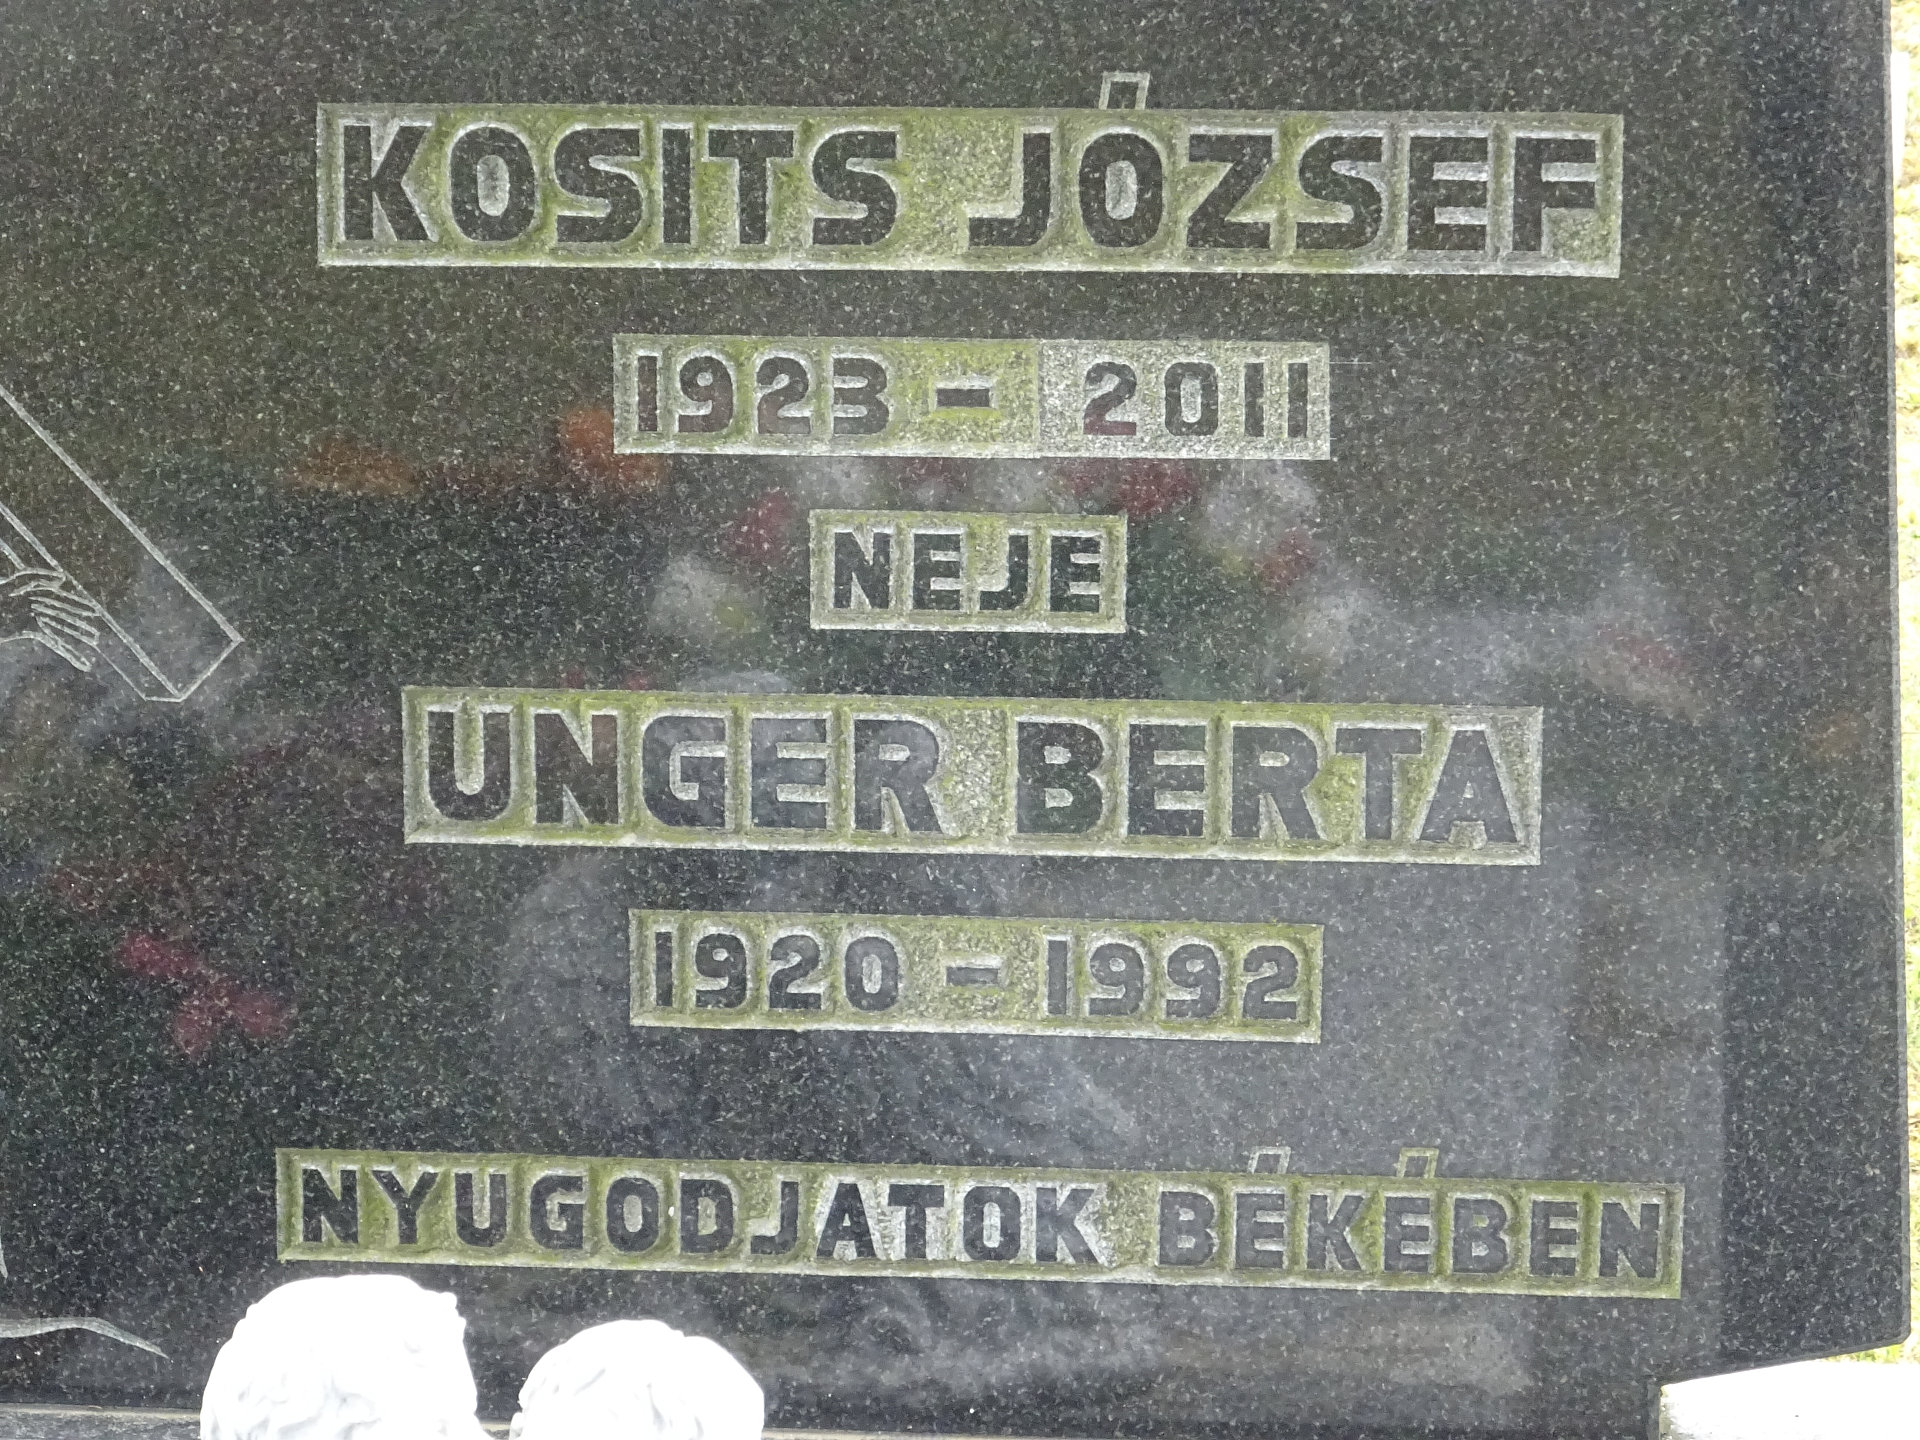 KOSITS JÓZSEF
1923 - 2011
NEJE
UNGER BERTA
1920 - 1992
NYUGODJATOK BÉKÉBEN